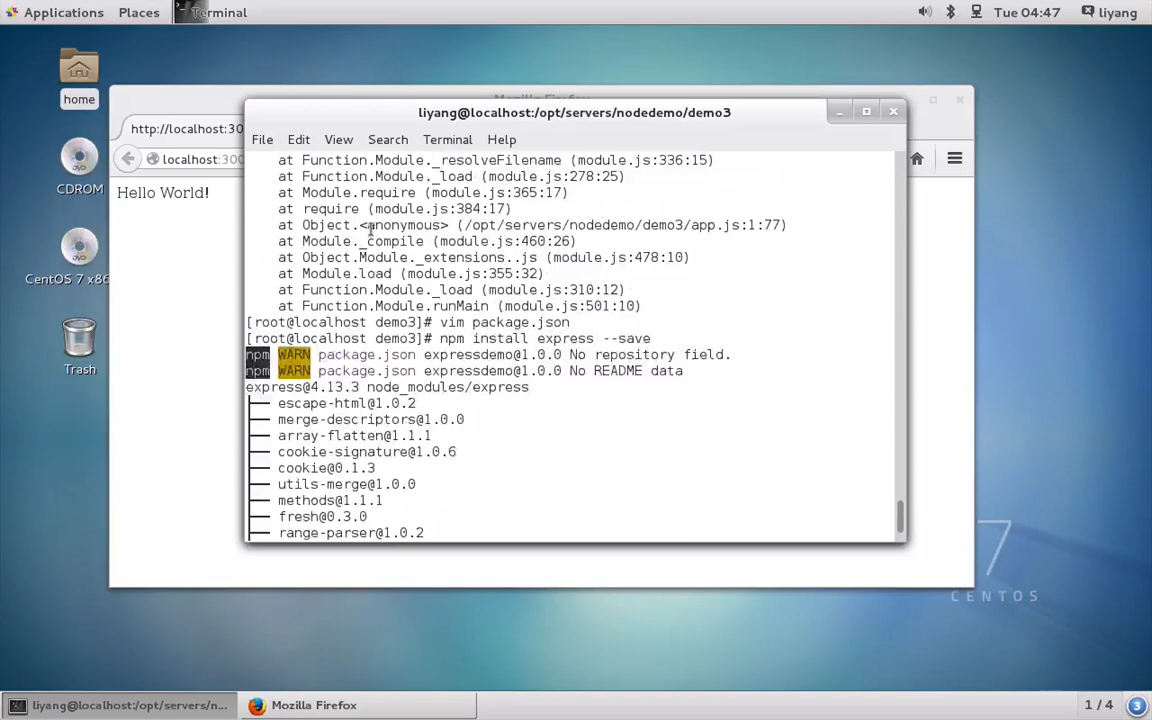 Applications Places Terminal Tue 04:47 liyang
home
CDROM
CentOS 7 x86
Trash
http://localhost:30
localhost:300
Hello World!
liyang@localhost:/opt/servers/nodedemo/demo3
File Edit View Search Terminal Help
at Function.Module._resolveFilename (module.js:336:15)
at Function.Module._load (module.js:278:25)
at Module.require (module.js:365:17)
at require (module.js:384:17)
at Object.<anonymous> (/opt/servers/nodedemo/demo3/app.js:1:77)
at Module._compile (module.js:460:26)
at Object.Module._extensions..js (module.js:478:10)
at Module.load (module.js:355:32)
at Function.Module._load (module.js:310:12)
at Function.Module.runMain (module.js:501:10)
[root@localhost demo3]# vim package.json
[root@localhost demo3]# npm install express --save
npm WARN package.json expressdemo@1.0.0 No repository field.
npm WARN package.json expressdemo@1.0.0 No README data
express@4.13.3 node_modules/express
├── escape-html@1.0.2
├── merge-descriptors@1.0.0
├── array-flatten@1.1.1
├── cookie-signature@1.0.6
├── cookie@0.1.3
├── utils-merge@1.0.0
├── methods@1.1.1
├── fresh@0.3.0
├── range-parser@1.0.2
7
CENTOS
liyang@localhost:/opt/servers/n... Mozilla Firefox 1 / 4 3